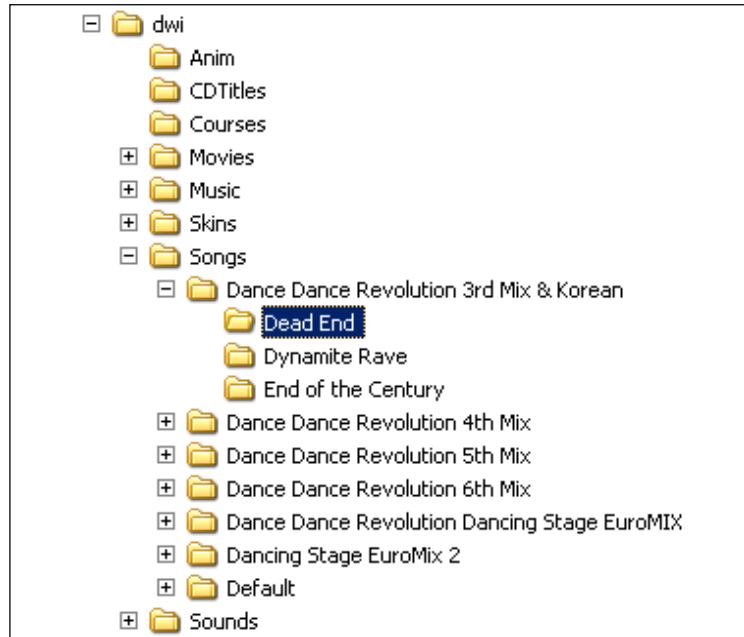 dwi
Anim
CDTitles
Courses
Movies
Music
Skins
Songs
Dance Dance Revolution 3rd Mix & Korean
Dead End
Dynamite Rave
End of the Century
Dance Dance Revolution 4th Mix
Dance Dance Revolution 5th Mix
Dance Dance Revolution 6th Mix
Dance Dance Revolution Dancing Stage EuroMIX
Dancing Stage EuroMix 2
Default
Sounds